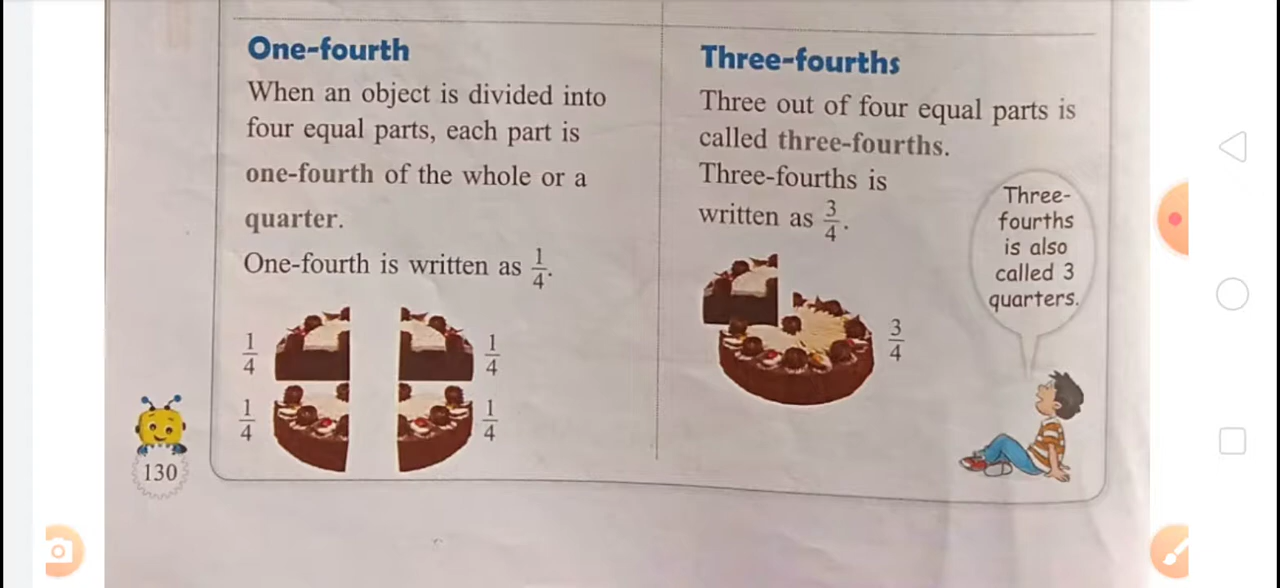 One-fourth
When an object is divided into
four equal parts, each part is
one-fourth of the whole or a
quarter.
One-fourth is written as 1/4.
1/4
1/4
1/4
1/4
130
Three-fourths
Three out of four equal parts is
called three-fourths.
Three-fourths is
written as 3/4.
3/4
Three-
fourths
is also
called 3
quarters.